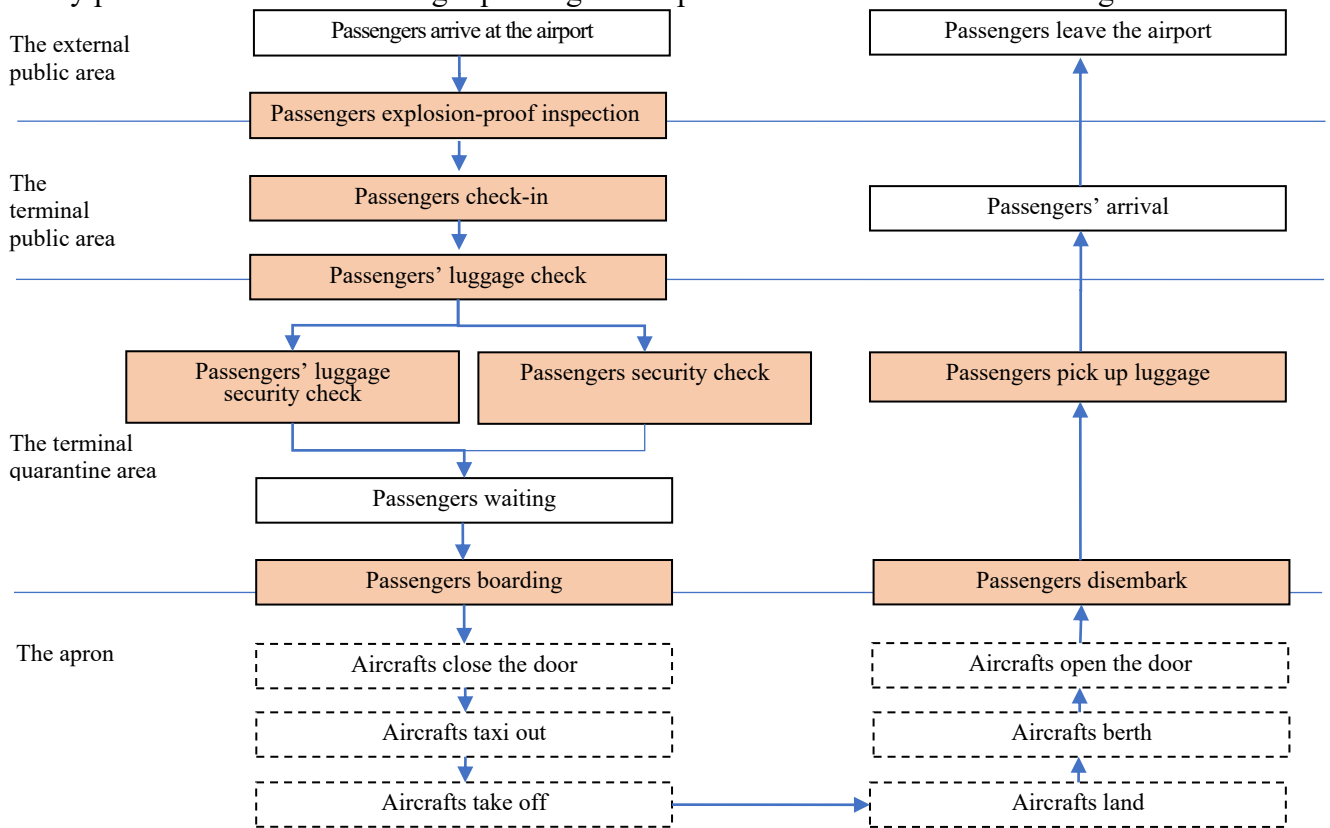 Passengers arrive at the airport
Passengers leave the airport
The external
public area
Passengers explosion-proof inspection
The
terminal
public area
Passengers check-in
Passengers’ arrival
Passengers’ luggage check
Passengers’ luggage
security check
Passengers security check
Passengers pick up luggage
The terminal
quarantine area
Passengers waiting
Passengers boarding
Passengers disembark
The apron
Aircrafts close the door
Aircrafts open the door
Aircrafts taxi out
Aircrafts berth
Aircrafts take off
Aircrafts land